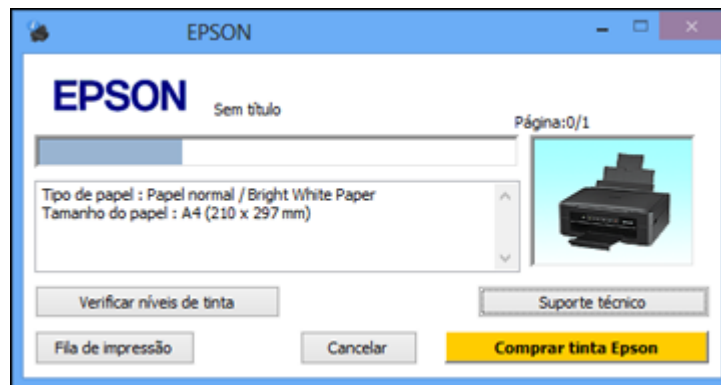 EPSON
EPSON
Sem título
Página:0/1
Tipo de papel : Papel normal / Bright White Paper
Tamanho do papel : A4 (210 x 297 mm)
Verificar níveis de tinta
Suporte técnico
Fila de impressão
Cancelar
Comprar tinta Epson